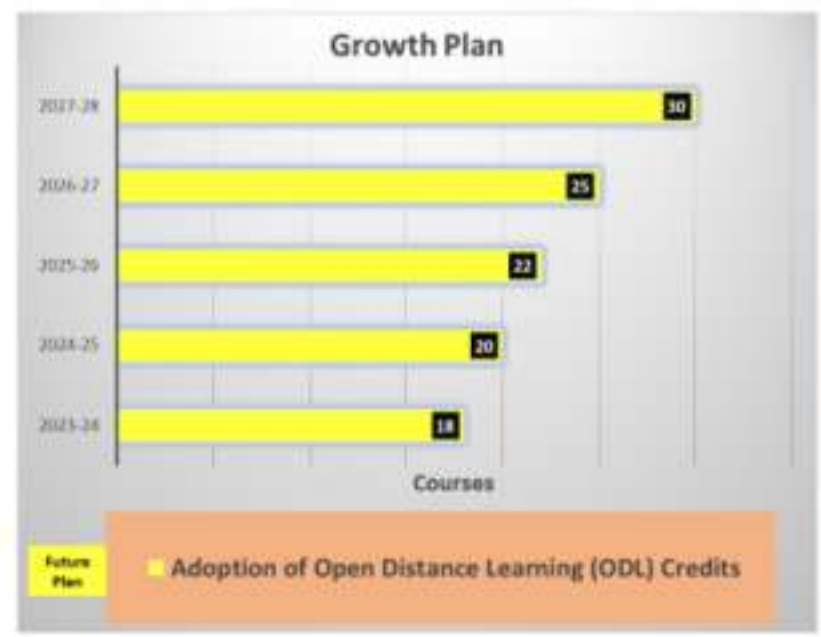 Growth Plan
2027-28
30
2026-27
25
2025-26
22
2024-25
20
2023-24
18
Courses
Future
Plan
Adoption of Open Distance Learning (ODL) Credits